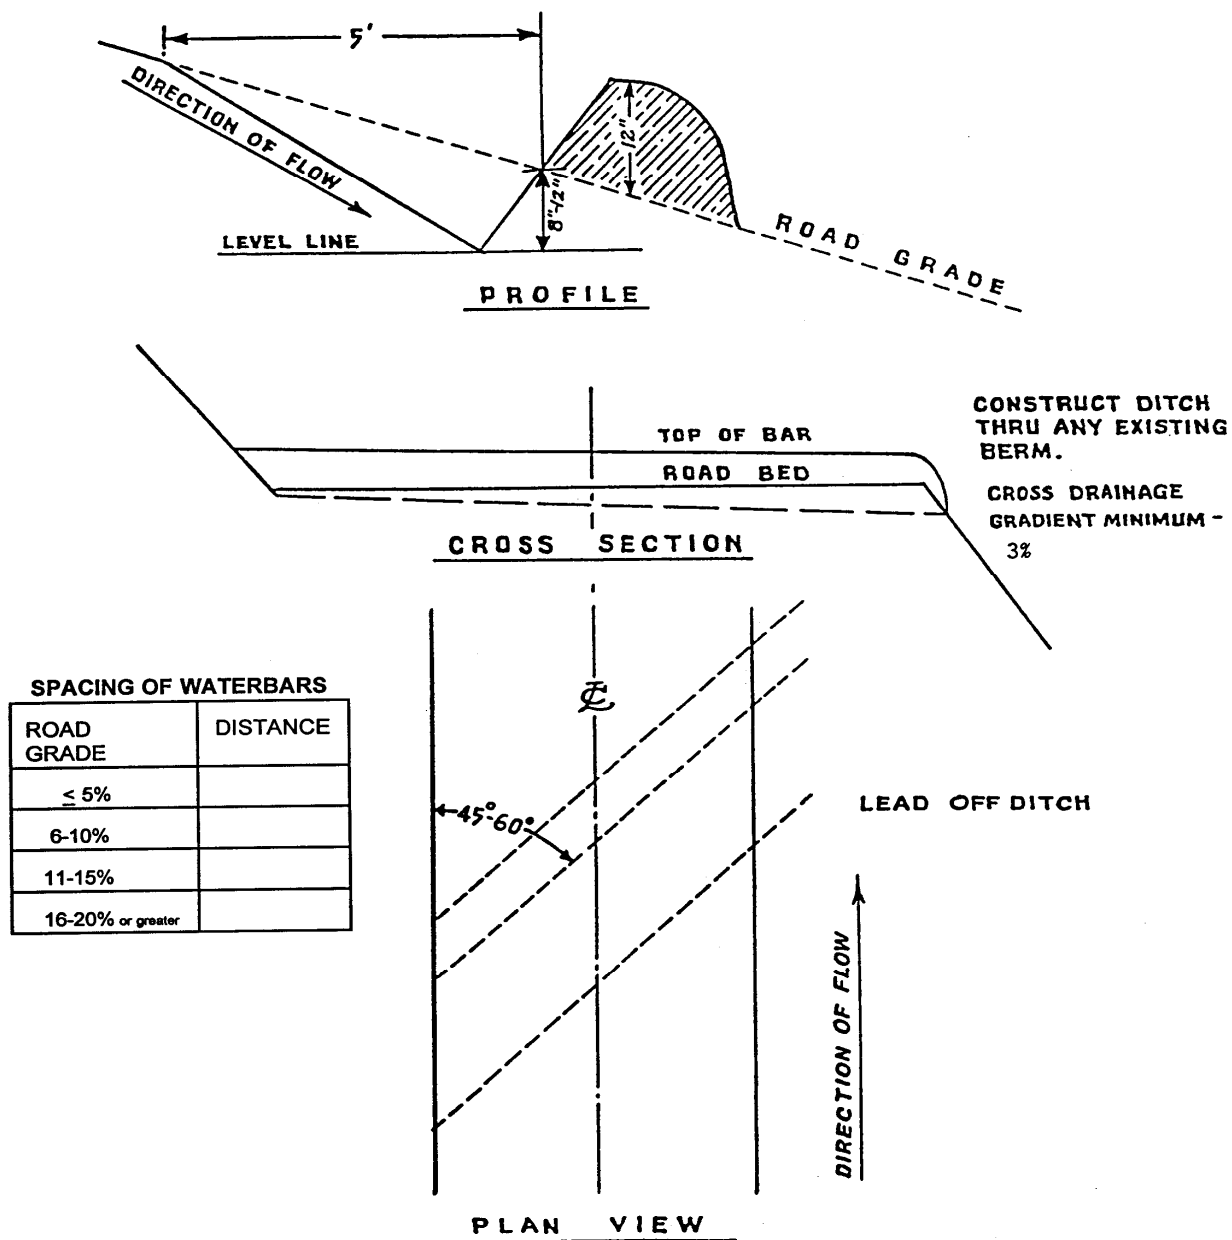 5'
DIRECTION OF FLOW
12"
8"-12"
LEVEL LINE
ROAD GRADE
PROFILE
TOP OF BAR
ROAD BED
CROSS SECTION
CONSTRUCT DITCH
THRU ANY EXISTING
BERM.
CROSS DRAINAGE
GRADIENT MINIMUM -
3%
SPACING OF WATERBARS
ROAD
GRADE
DISTANCE
≤ 5%
6-10%
11-15%
16-20% or greater
℄
45°-60°
LEAD OFF DITCH
DIRECTION OF FLOW
PLAN VIEW